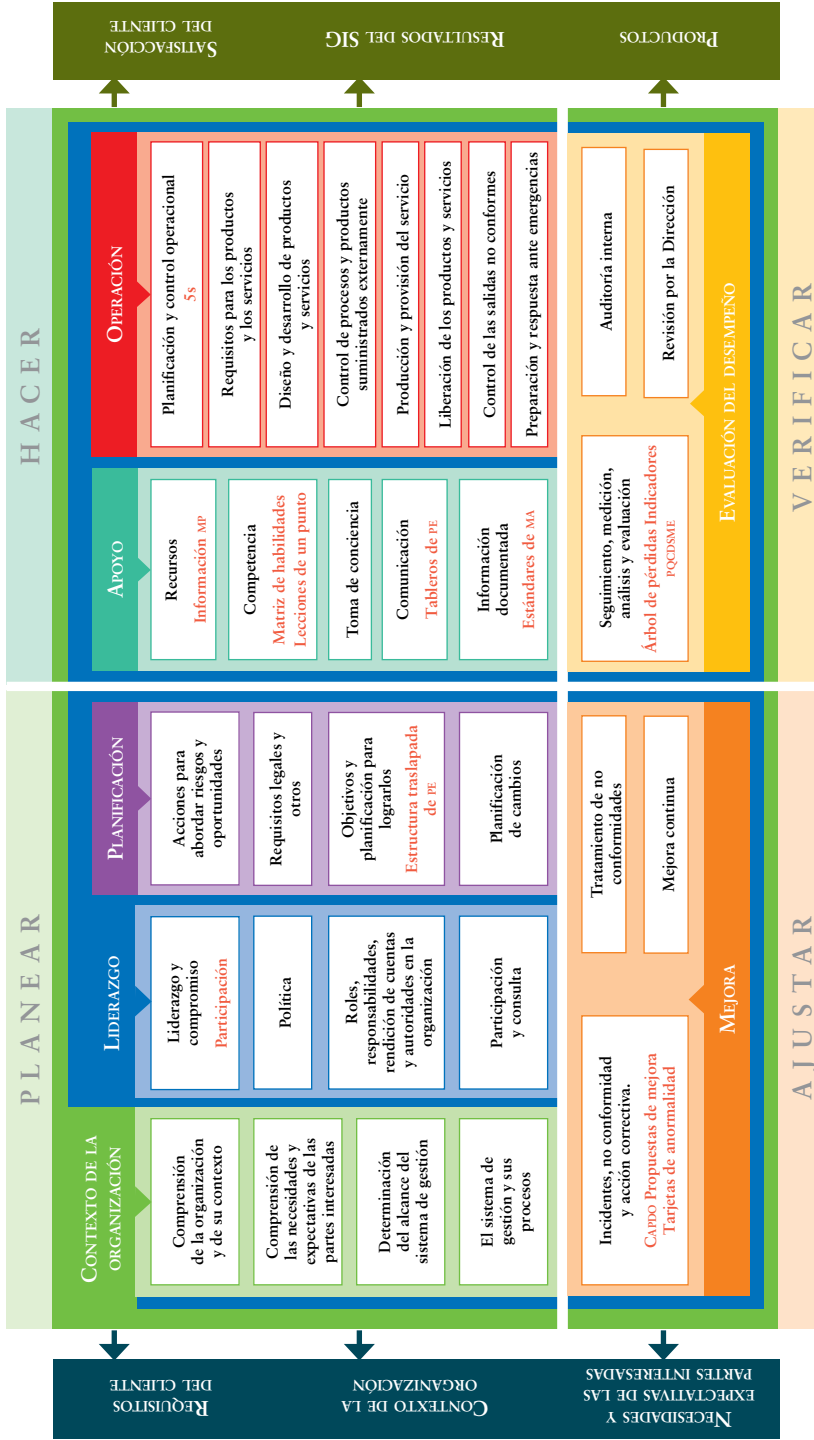 PLANEAR
HACER
REQUISITOS
DEL CLIENTE
CONTEXTO DE LA
ORGANIZACIÓN
NECESIDADES Y
EXPECTATIVAS DE LAS
PARTES INTERESADAS
CONTEXTO DE LA
ORGANIZACIÓN
Comprensión
de la organización
y de su contexto
Comprensión de
las necesidades y
expectativas de las
partes interesadas
Determinación
del alcance del
sistema de gestión
El sistema de
gestión y sus
procesos
LIDERAZGO
Liderazgo y
compromiso
Participación
Política
Roles,
responsabilidades,
rendición de cuentas
y autoridades en la
organización
Participación
y consulta
PLANIFICACIÓN
Acciones para
abordar riesgos y
oportunidades
Requisitos legales y
otros
Objetivos y
planificación para
lograrlos
Estructura traslapada
de PE
Planificación
de cambios
APOYO
Recursos
Información MP
Competencia
Matriz de habilidades
Lecciones de un punto
Toma de conciencia
Comunicación
Tableros de PE
Información
documentada
Estándares de MA
OPERACIÓN
Planificación y control operacional
5s
Requisitos para los productos
y los servicios
Diseño y desarrollo de productos
y servicios
Control de procesos y productos
suministrados externamente
Producción y provisión del servicio
Liberación de los productos y servicios
Control de las salidas no conformes
Preparación y respuesta ante emergencias
SATISFACCIÓN
DEL CLIENTE
RESULTADOS DEL SIG
PRODUCTOS
Incidentes, no conformidad
y acción correctiva.
CAPDO Propuestas de mejora
Tarjetas de anormalidad
Tratamiento de no
conformidades
Mejora continua
MEJORA
Seguimiento, medición,
análisis y evaluación
Árbol de pérdidas Indicadores
PQCDSME
Auditoría interna
Revisión por la Dirección
EVALUACIÓN DEL DESEMPEÑO
AJUSTAR
VERIFICAR